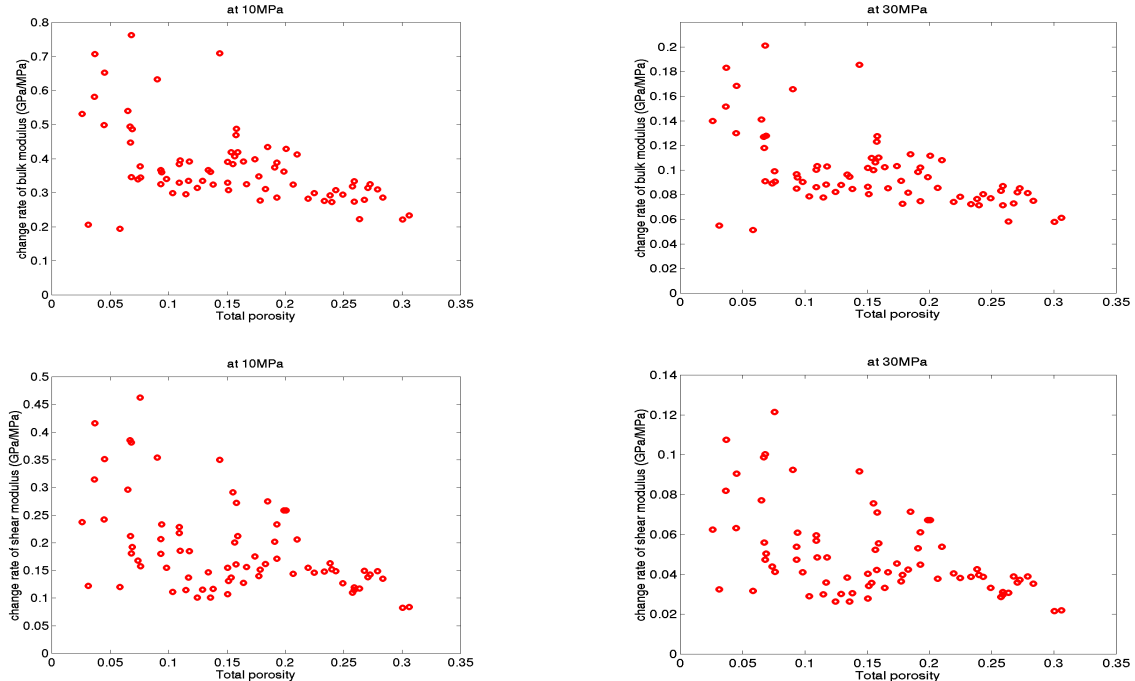 at 10MPa
change rate of bulk modulus (GPa/MPa)
0.8
0.7
0.6
0.5
0.4
0.3
0.2
0.1
0
0 0.05 0.1 0.15 0.2 0.25 0.3 0.35
Total porosity
at 30MPa
change rate of bulk modulus (GPa/MPa)
0.2
0.18
0.16
0.14
0.12
0.1
0.08
0.06
0.04
0.02
0
0 0.05 0.1 0.15 0.2 0.25 0.3 0.35
Total porosity
at 10MPa
change rate of shear modulus (GPa/MPa)
0.5
0.45
0.4
0.35
0.3
0.25
0.2
0.15
0.1
0.05
0
0 0.05 0.1 0.15 0.2 0.25 0.3 0.35
Total porosity
at 30MPa
change rate of shear modulus (GPa/MPa)
0.14
0.12
0.1
0.08
0.06
0.04
0.02
0
0 0.05 0.1 0.15 0.2 0.25 0.3 0.35
Total porosity